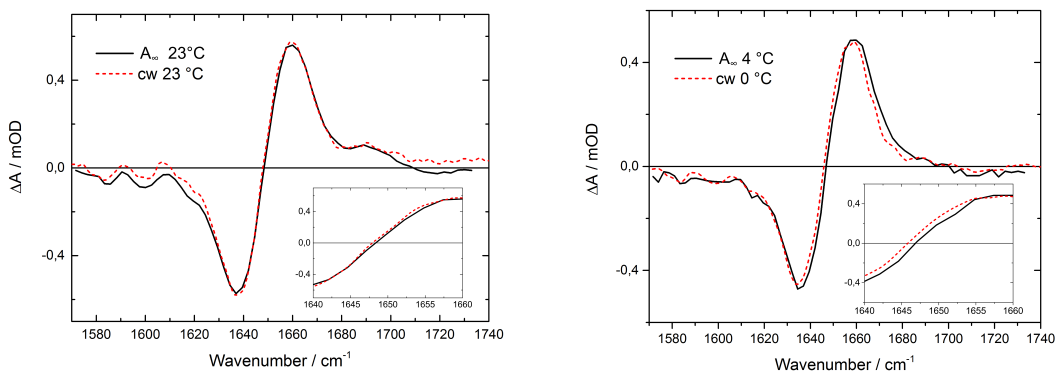 A∞ 23°C
cw 23 °C
0,4
0,0
-0,4
ΔA / mOD
1580 1600 1620 1640 1660 1680 1700 1720 1740
Wavenumber / cm⁻¹
0,4
0,0
-0,4
1640 1645 1650 1655 1660
A∞ 4 °C
cw 0 °C
0,4
0,0
-0,4
ΔA / mOD
1580 1600 1620 1640 1660 1680 1700 1720 1740
Wavenumber / cm⁻¹
0,4
0,0
-0,4
1640 1645 1650 1655 1660